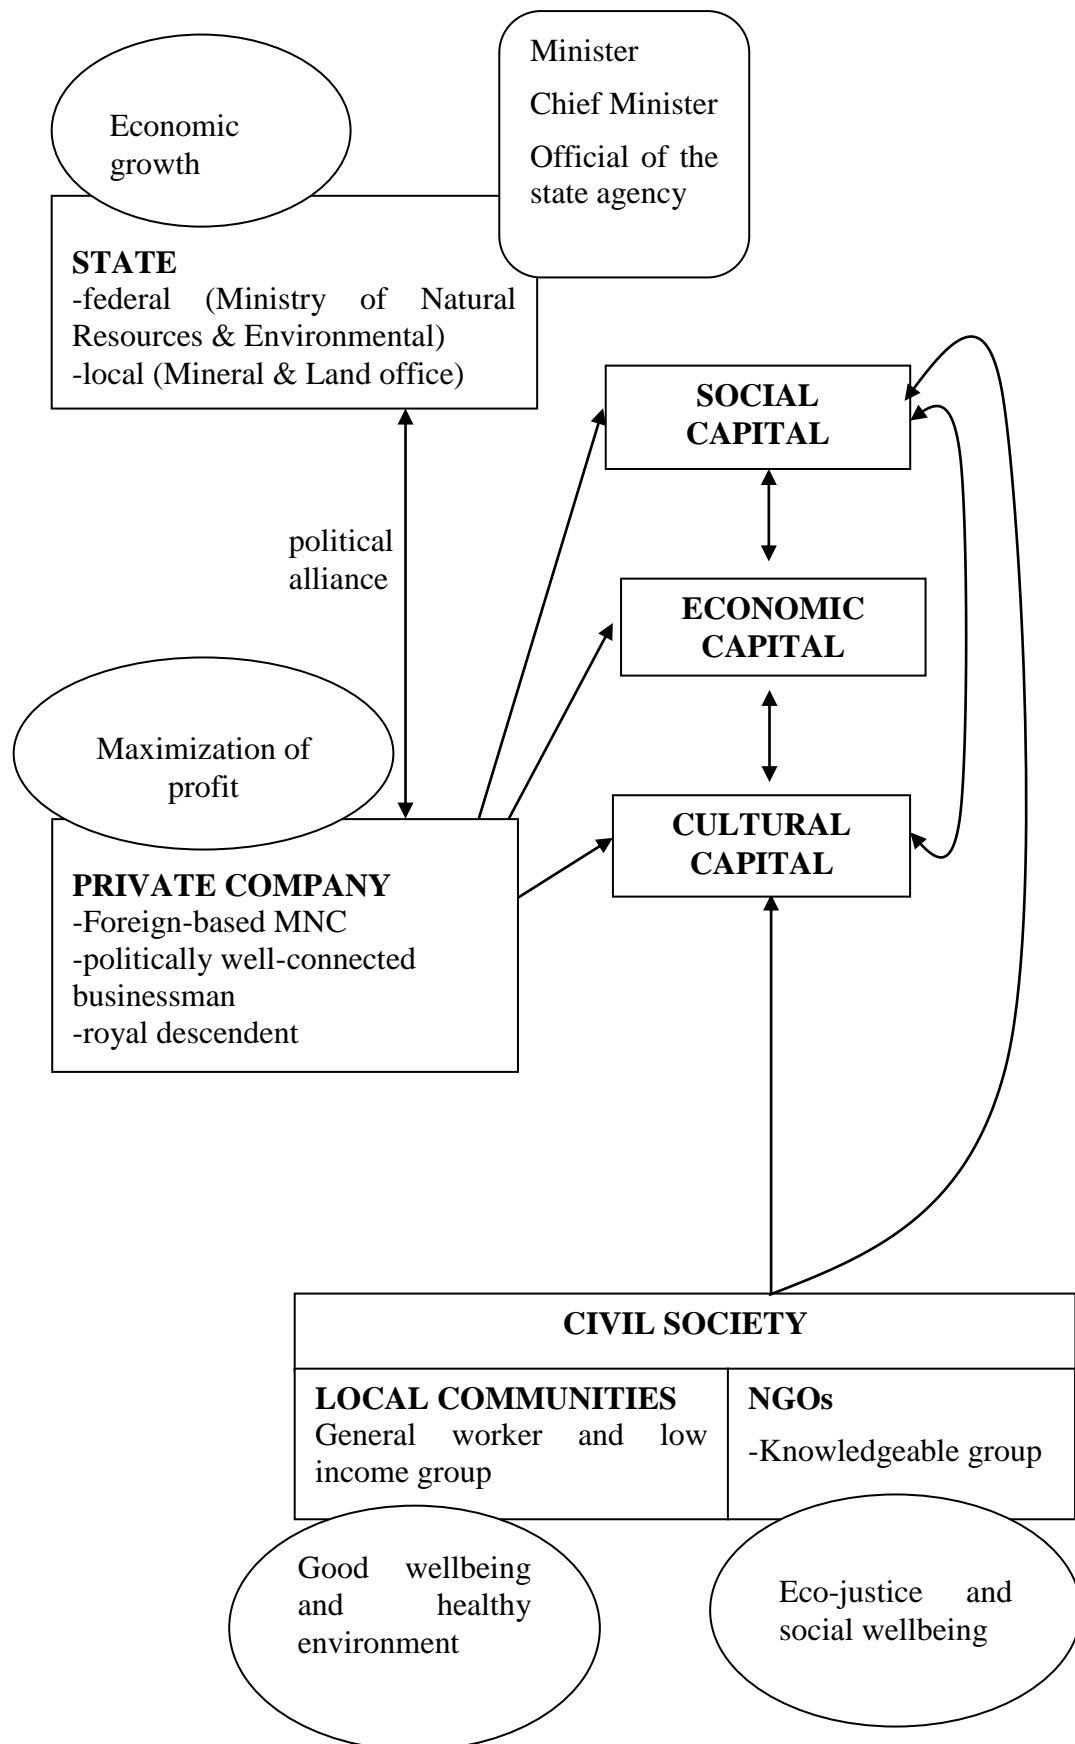 Minister
Chief Minister
Official of the
state agency
Economic
growth
STATE
-federal (Ministry of Natural
Resources & Environmental)
-local (Mineral & Land office)
SOCIAL
CAPITAL
political
alliance
ECONOMIC
CAPITAL
Maximization of
profit
CULTURAL
CAPITAL
PRIVATE COMPANY
-Foreign-based MNC
-politically well-connected
businessman
-royal descendent
CIVIL SOCIETY
LOCAL COMMUNITIES
General worker and low
income group
NGOs
-Knowledgeable group
Good wellbeing
and healthy
environment
Eco-justice and
social wellbeing